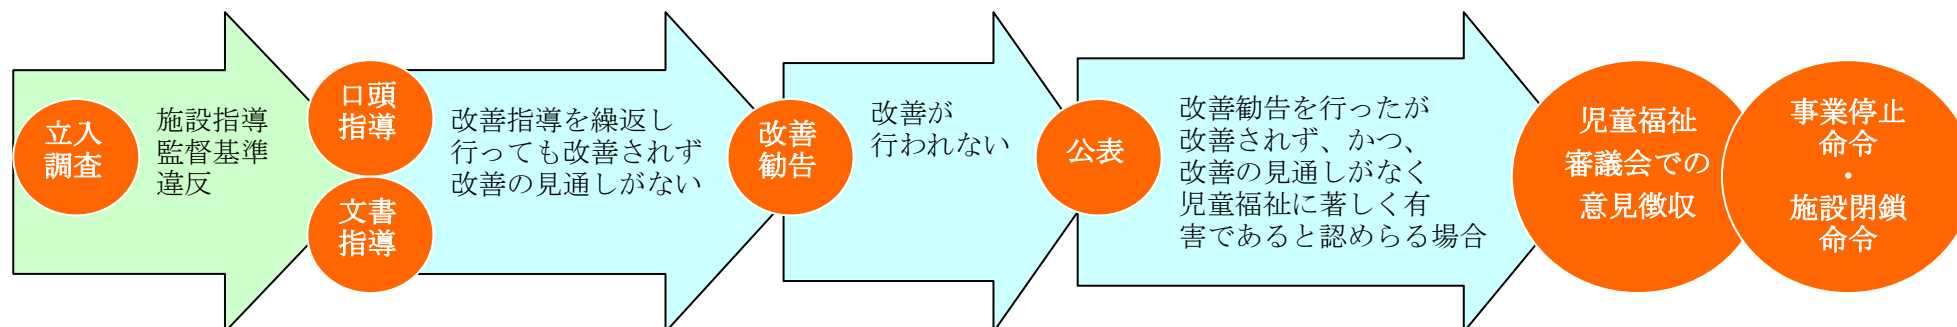 立入
調査
施設指導
監督基準
違反
口頭
指導
文書
指導
改善指導を繰返し
行っても改善されず
改善の見通しがない
改善
勧告
改善が
行われない
公表
改善勧告を行ったが
改善されず、かつ、
改善の見通しがなく
児童福祉に著しく有
害であると認めらる場合
児童福祉
審議会での
意見徴収
事業停止
命令
・
施設閉鎖
命令